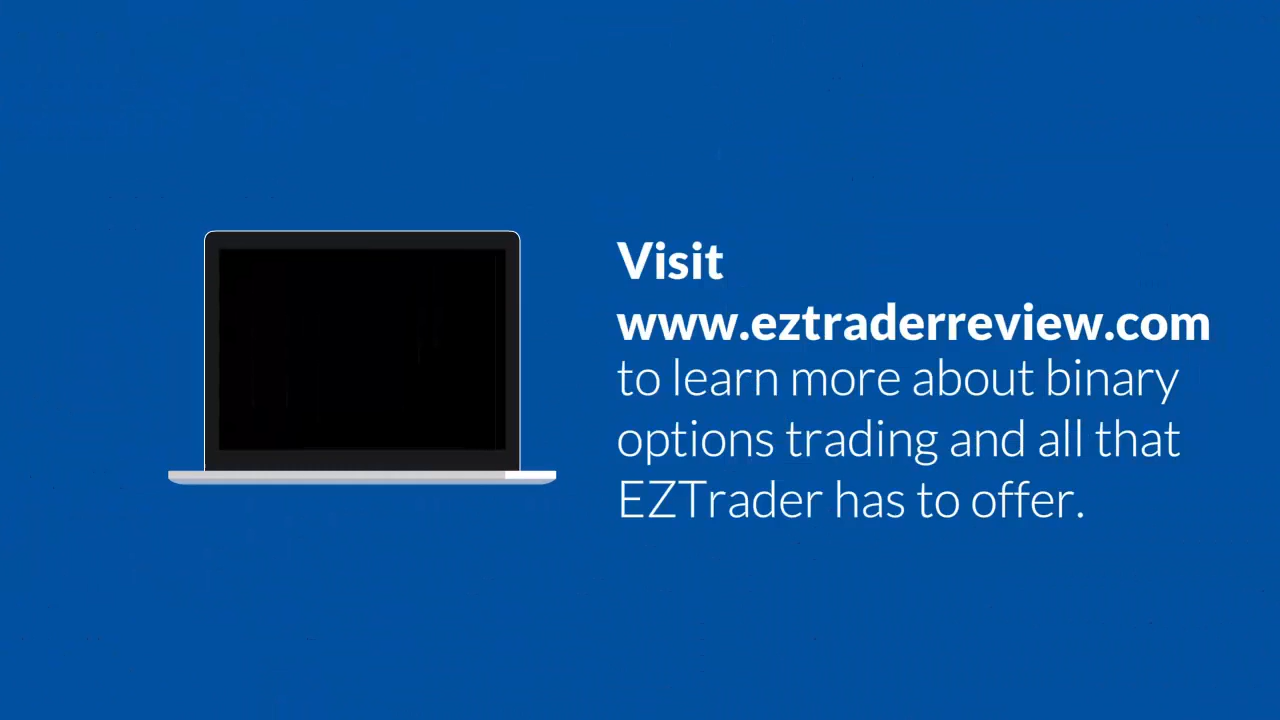 Visit
www.eztraderreview.com
to learn more about binary
options trading and all that
EZTrader has to offer.